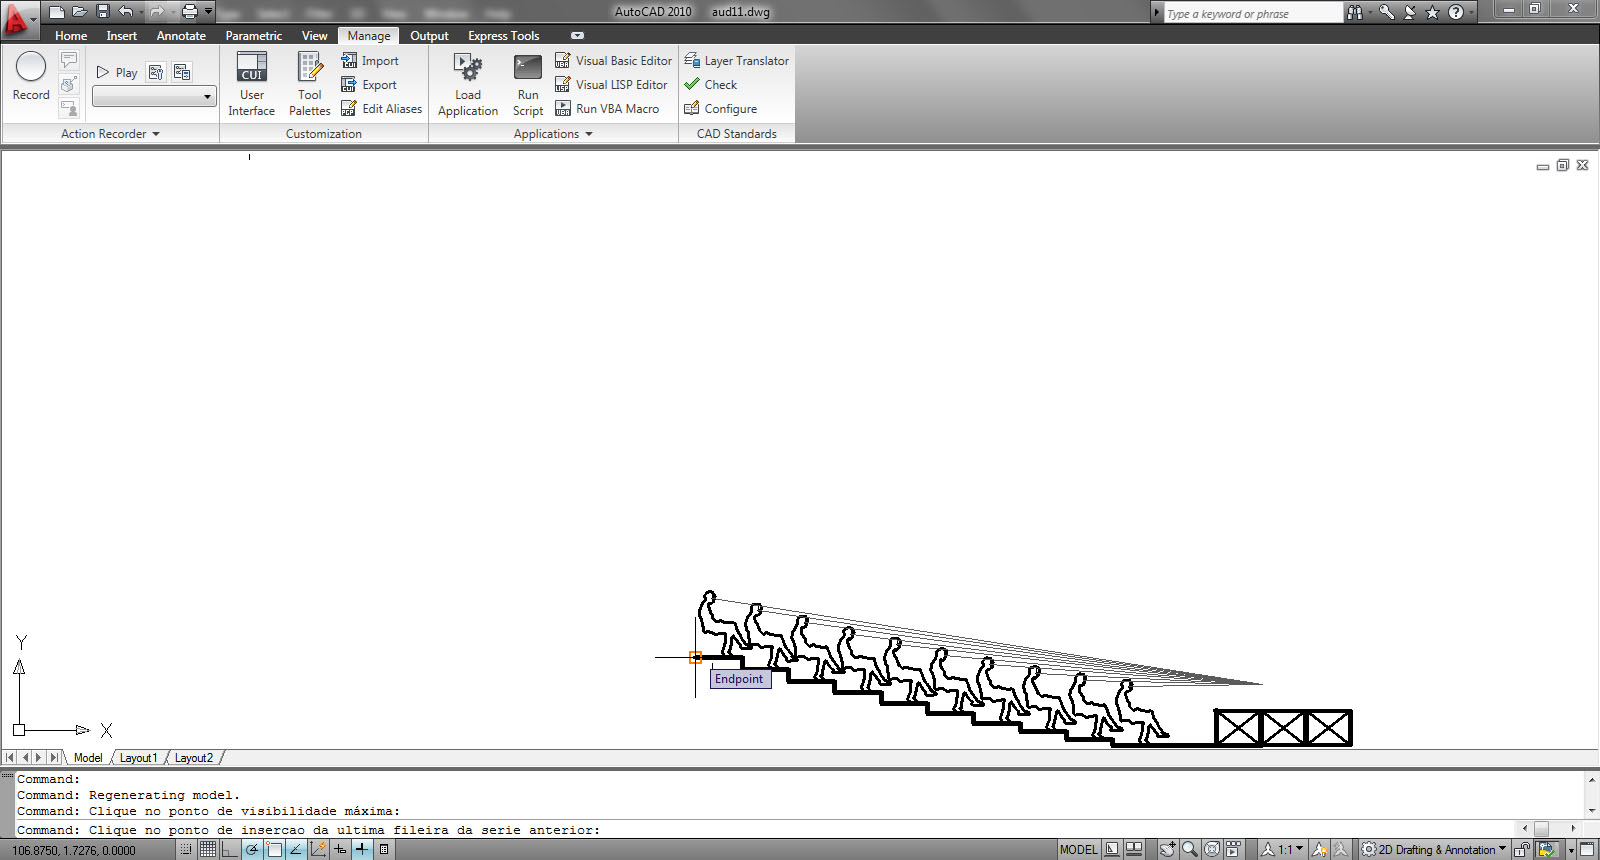 AutoCAD 2010 aud11.dwg
Type a keyword or phrase
Home Insert Annotate Parametric View Manage Output Express Tools
Record
Play
Action Recorder
CUI
User Interface
Tool Palettes
Import
Export
Edit Aliases
Customization
Load Application
Run Script
Visual Basic Editor
Visual LISP Editor
Run VBA Macro
Applications
Layer Translator
Check
Configure
CAD Standards
Endpoint
Y
X
Model Layout1 Layout2
Command:
Command: Regenerating model.
Command: Clique no ponto de visibilidade máxima:
Command: Clique no ponto de insercao da ultima fileira da serie anterior:
106.8750, 1.7276, 0.0000
MODEL
1:1
2D Drafting & Annotation